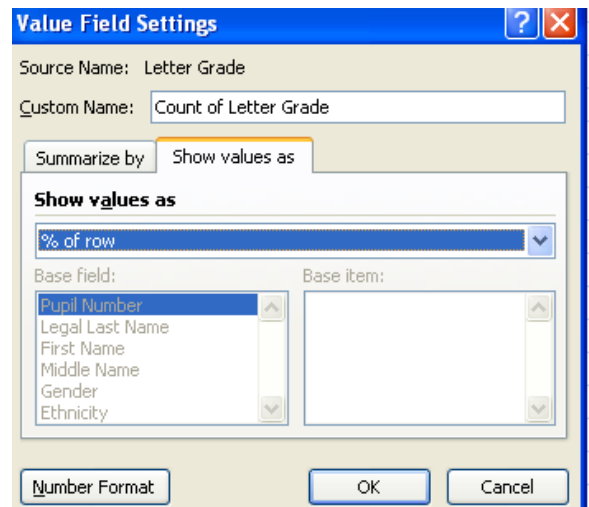 Value Field Settings ?
Source Name: Letter Grade
Custom Name: Count of Letter Grade
Summarize by Show values as
Show values as
% of row
Base field: Base item:
Pupil Number
Legal Last Name
First Name
Middle Name
Gender
Ethnicity
Number Format OK Cancel